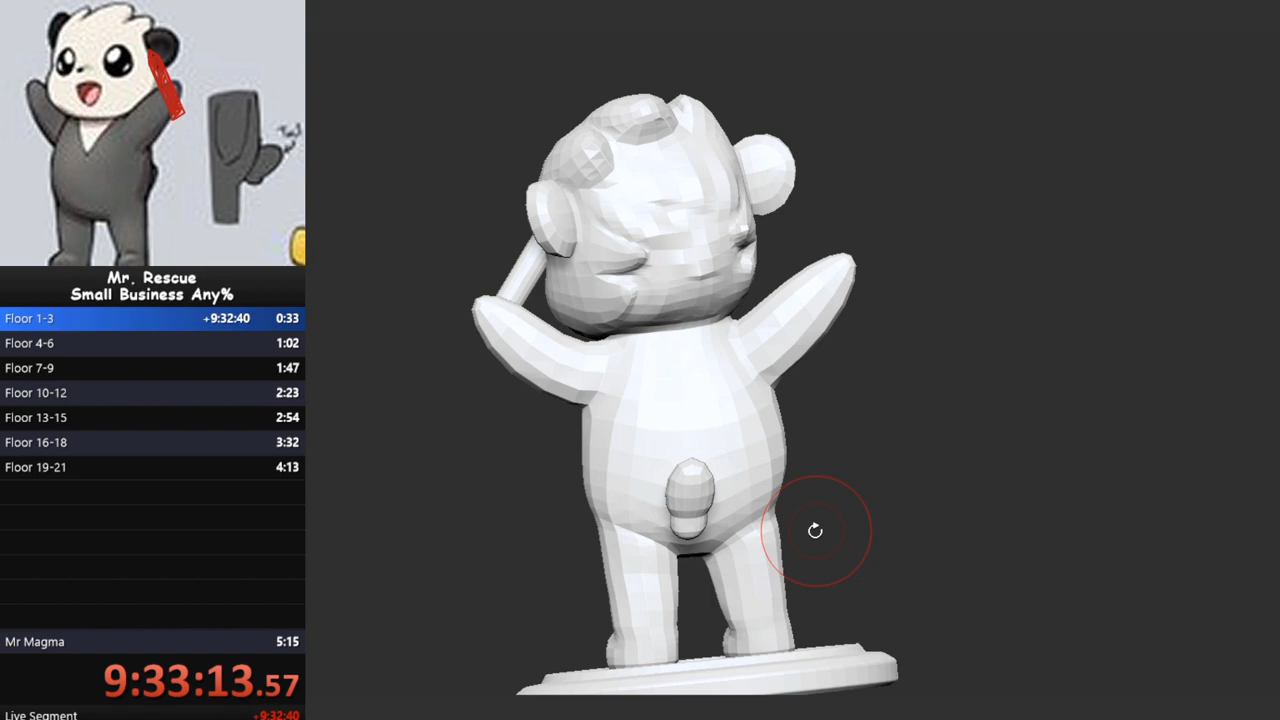 Mr. Rescue
Small Business Any%
Floor 1-3 +9:32:40 0:33
Floor 4-6 1:02
Floor 7-9 1:47
Floor 10-12 2:23
Floor 13-15 2:54
Floor 16-18 3:32
Floor 19-21 4:13
Mr Magma 5:15
9:33:13.57
Live Segment +9:32:40